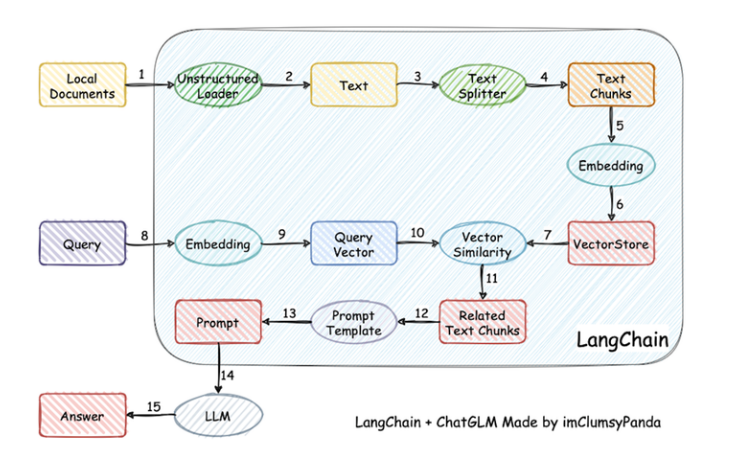 1
2
3
4
Local
Documents
Unstructured
Loader
Text
Text
Splitter
Text
Chunks
5
Embedding
6
8
9
10
7
Query
Embedding
Query
Vector
Vector
Similarity
VectorStore
11
13
12
Prompt
Prompt
Template
Related
Text Chunks
LangChain
14
15
Answer
LLM
LangChain + ChatGLM Made by imClumsyPanda